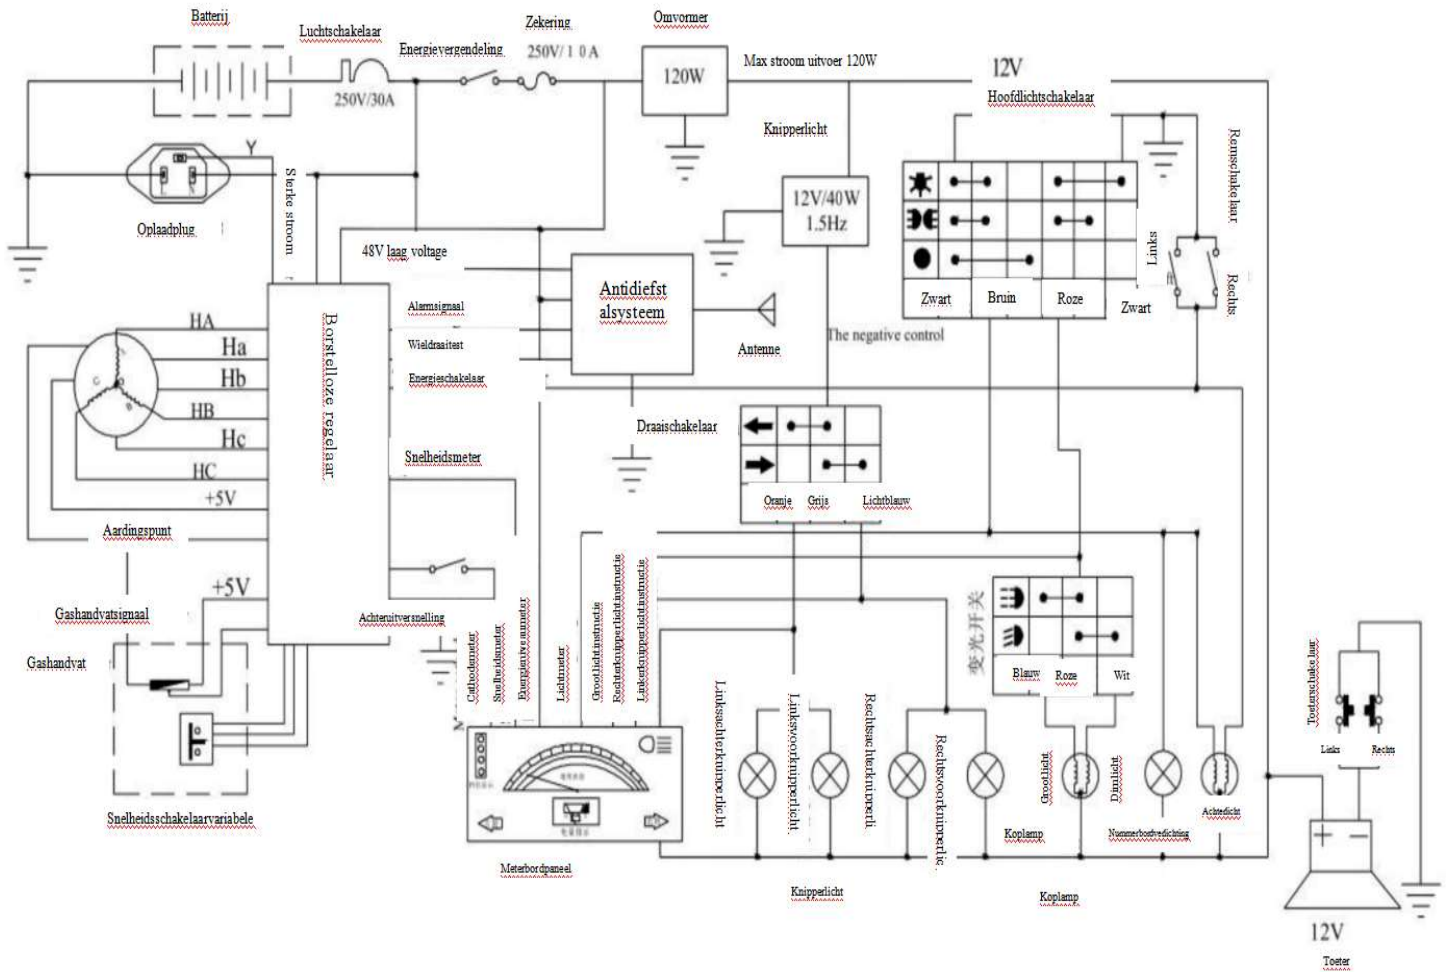 Batterij
Luchtschakelaar
Energievergendeling
Zekering
Omvormer
250V/10A
250V/30A
120W
Max stroom uitvoer 120W
12V
Hoofdlichtschakelaar
Knipperlicht
Y
Sterke stroom
Oplaadplug
12V/40W
1.5Hz
Remschakelaar
Links
Rechts
48V laag voltage
Antidiefst
alsysteem
Alarmsignaal
Wieldraaitest
Energieschakelaar
Antenne
Zwart
Bruin
Roze
Zwart
The negative control
HA
Ha
Hb
HB
Hc
HC
+5V
Borstelloze regelaar
Snelheidsmeter
Draaischakelaar
Oranje
Grijs
Lichtblauw
Aardingspunt
+5V
Gashandvatsignaal
Gashandvat
Achteruitversnelling
Snelheidsschakelaarvariabele
Cathodemeter
Snelheidsmeter
Energieniveaumeter
Lichtmeter
Grootlichtinstructie
Rechterknipperlichtinstructie
Linkerknipperlichtinstructie
变光开关
Blauw
Roze
Wit
Linksachterknipperlicht
Linksvoorknipperlicht
Rechtsachterknipperli
Rechtsvoorknipperlic
Grootlicht
Dimlicht
Koplamp
Nummerbordverlichting
Achterlicht
Toeterschakelaar
Links
Rechts
Meterbordpaneel
Knipperlicht
Koplamp
12V
Toeter